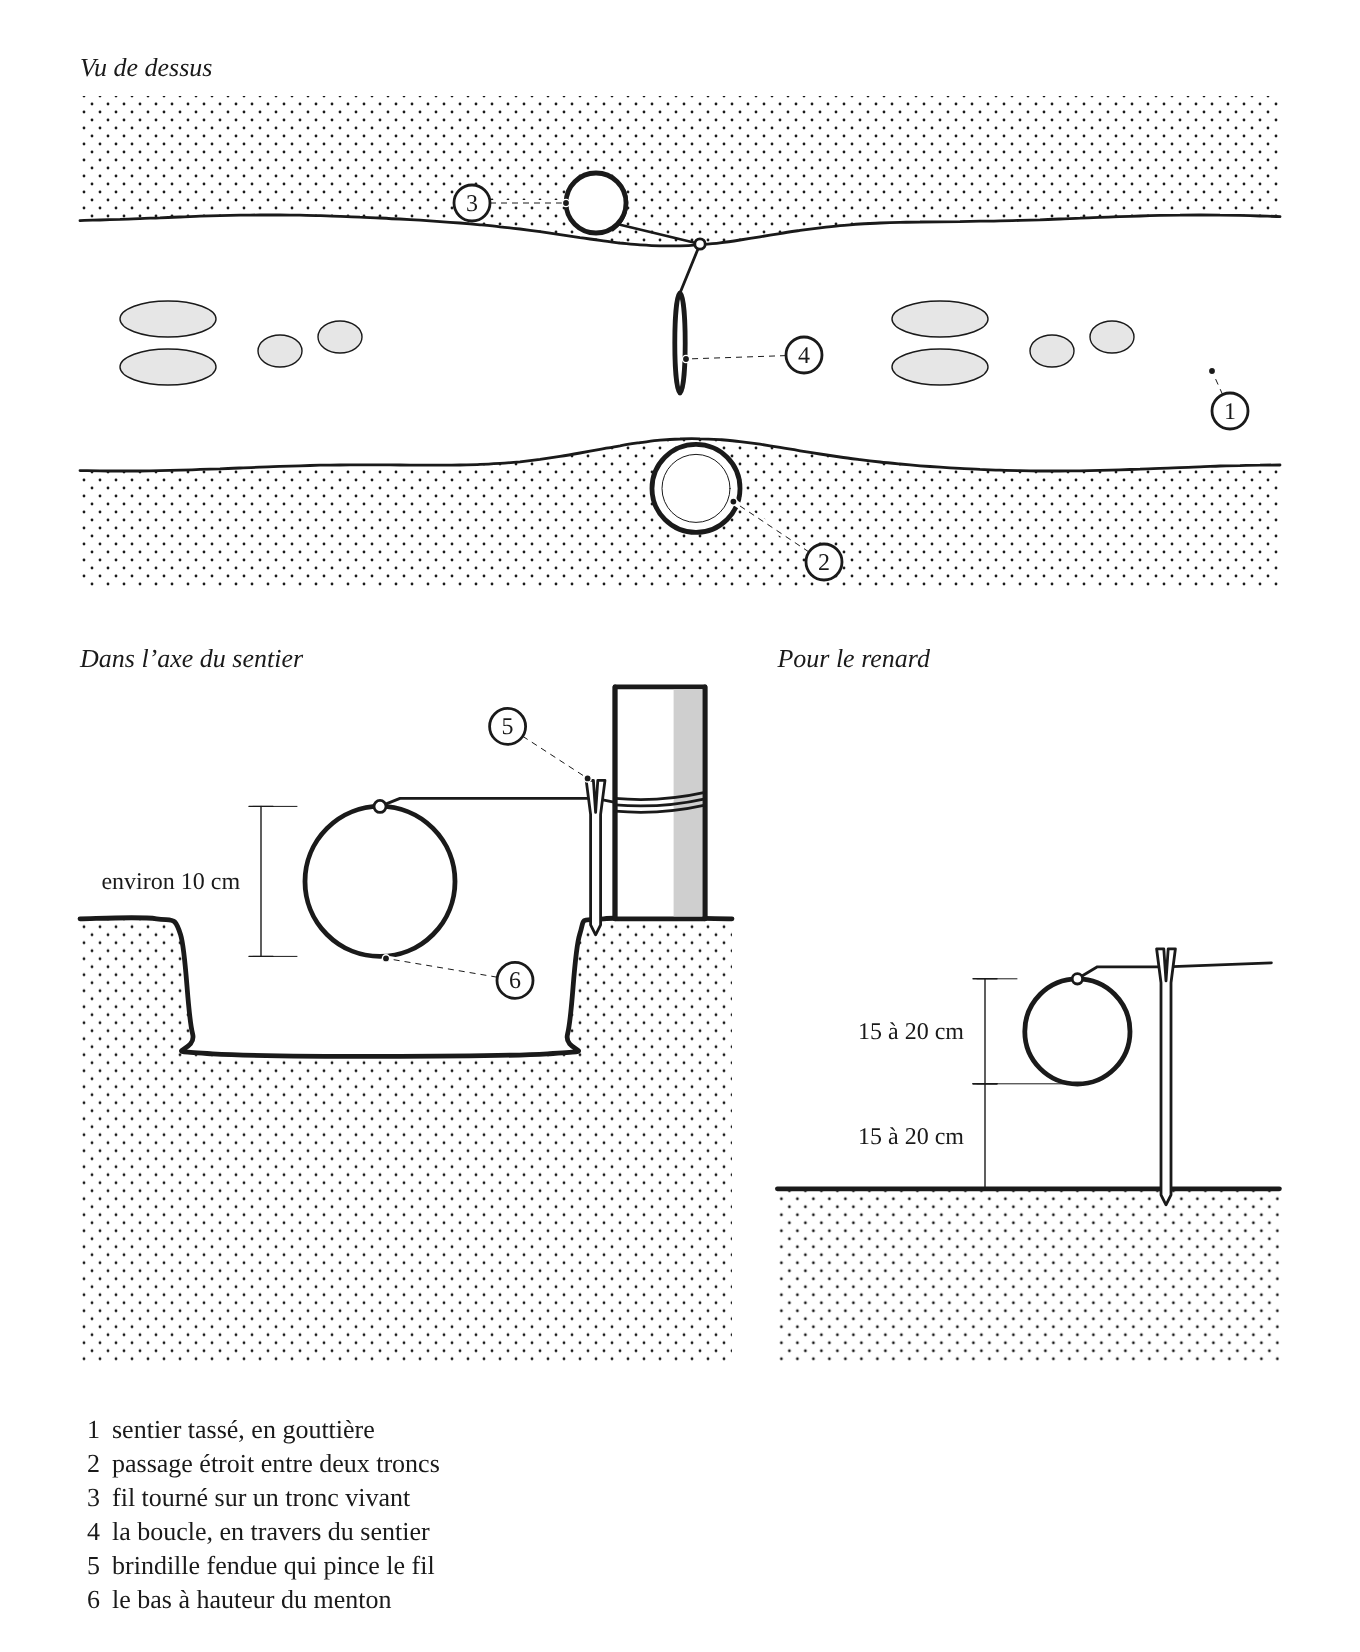 Vu de dessus
3
4
1
2
Dans l’axe du sentier
Pour le renard
5
environ 10 cm
6
15 à 20 cm
15 à 20 cm
1 sentier tassé, en gouttière
2 passage étroit entre deux troncs
3 fil tourné sur un tronc vivant
4 la boucle, en travers du sentier
5 brindille fendue qui pince le fil
6 le bas à hauteur du menton